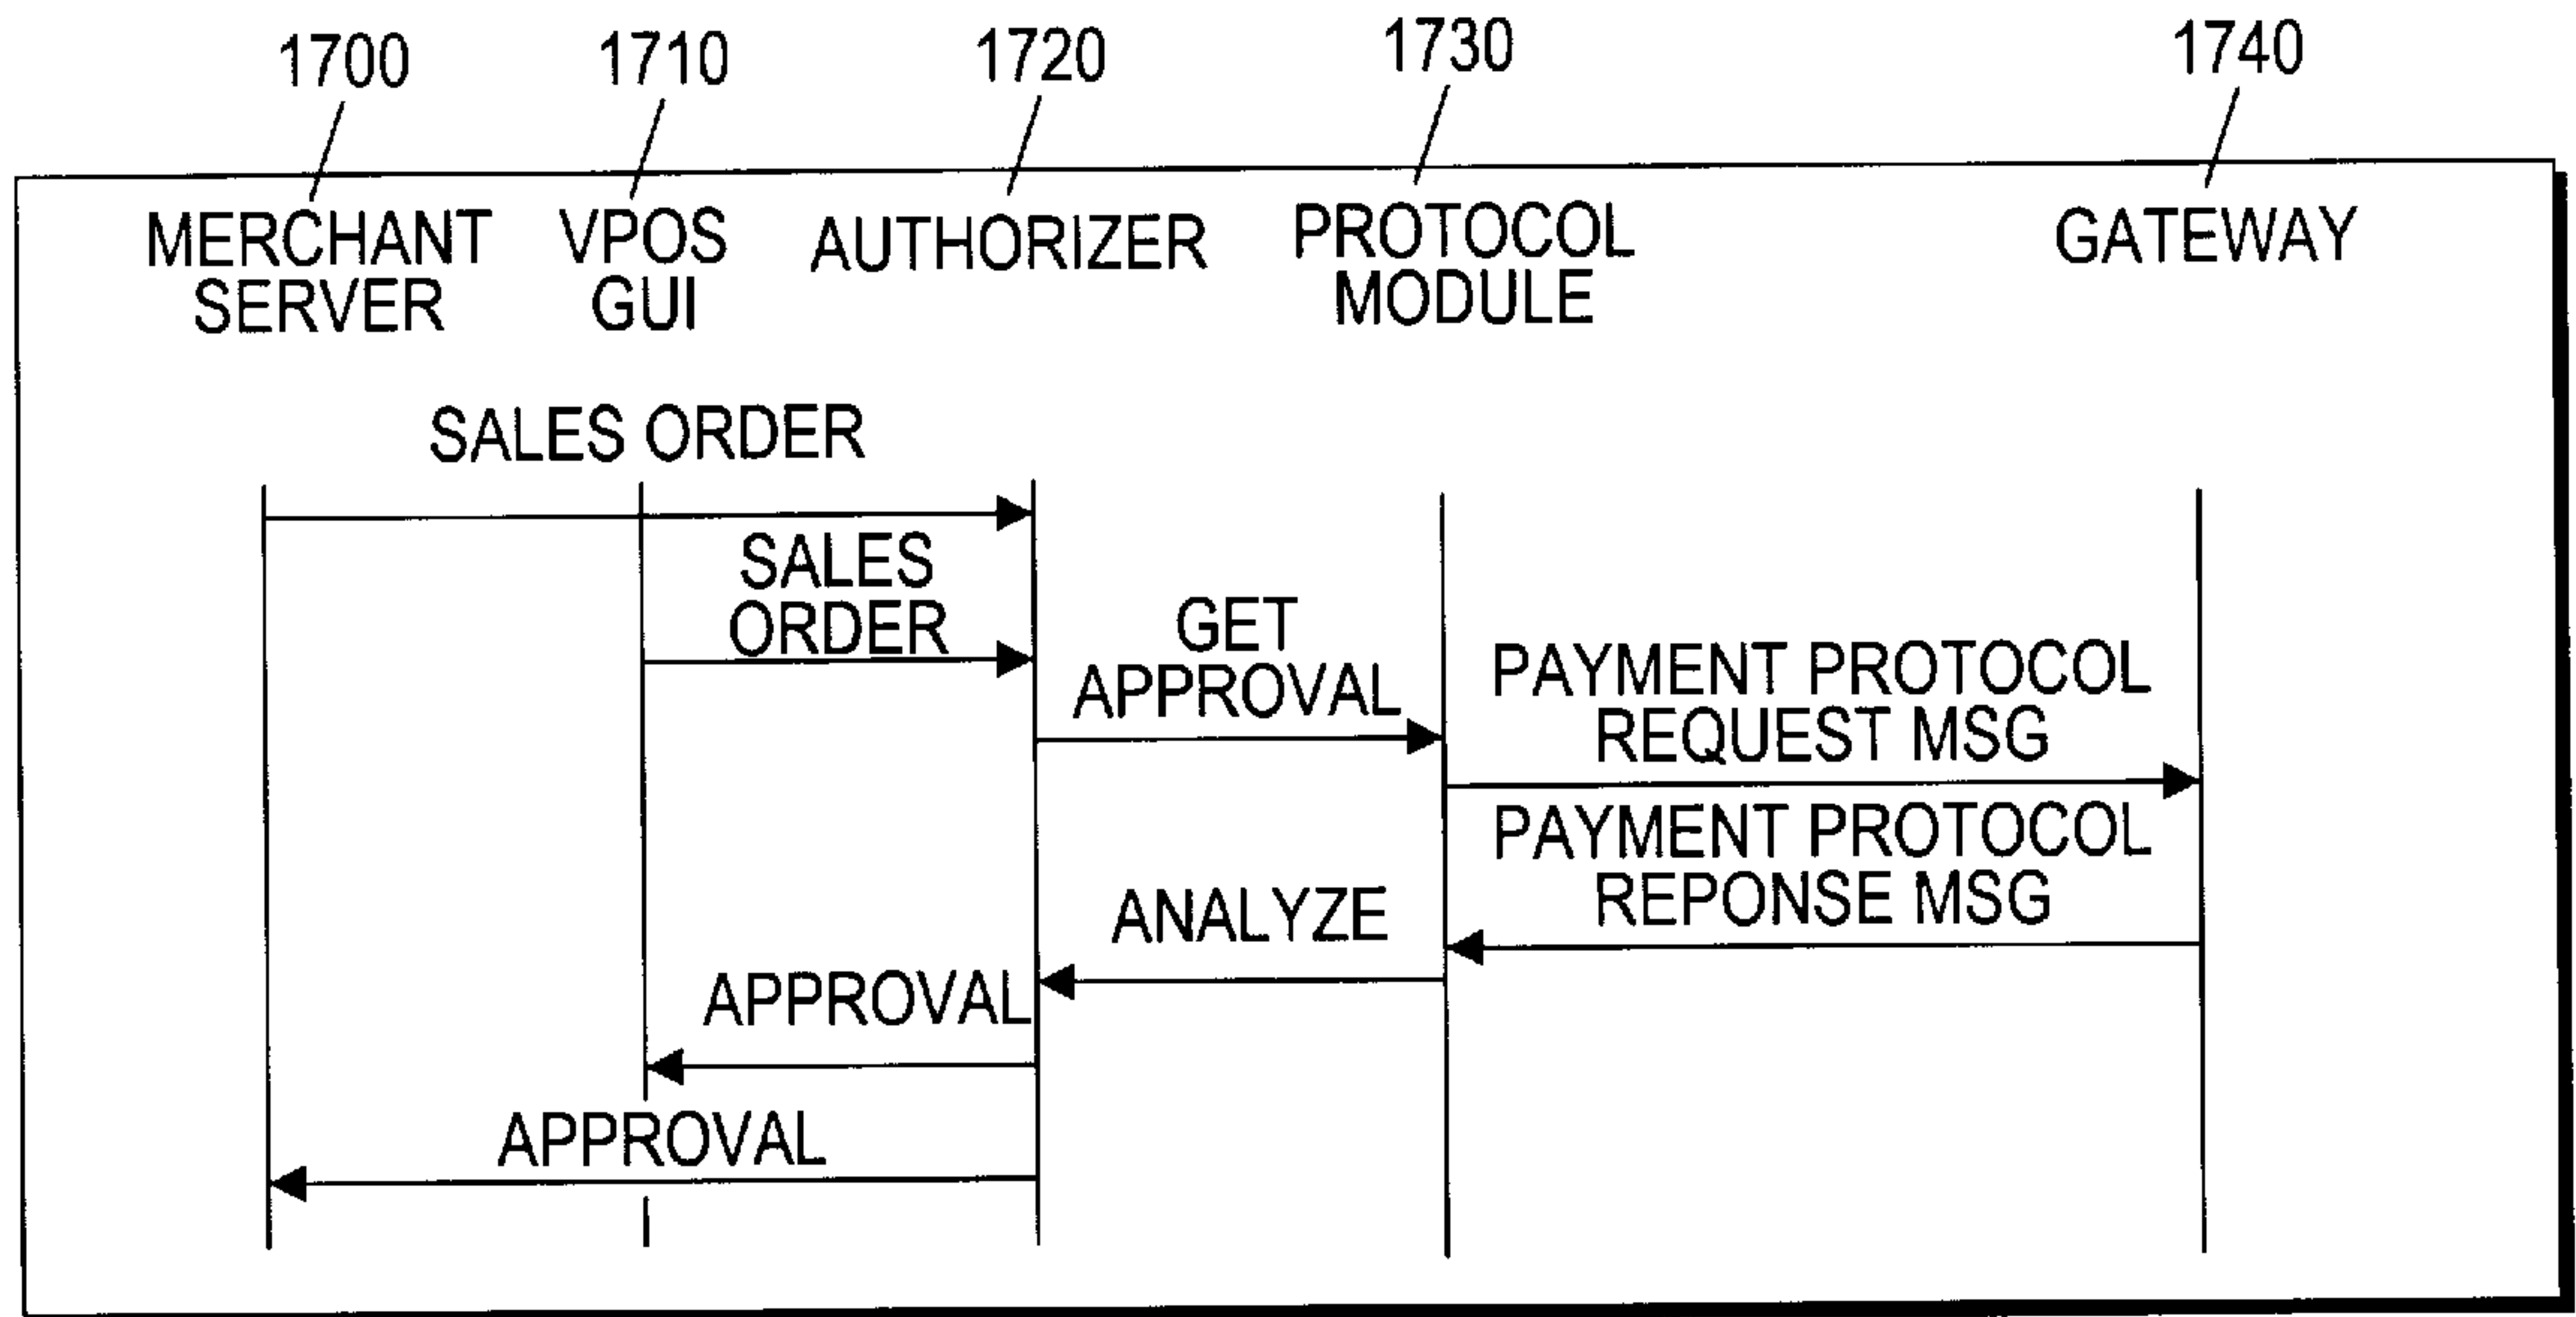 1700
1710
1720
1730
1740
MERCHANT
SERVER
VPOS
GUI
AUTHORIZER
PROTOCOL
MODULE
GATEWAY
SALES ORDER
SALES
ORDER
GET
APPROVAL
PAYMENT PROTOCOL
REQUEST MSG
PAYMENT PROTOCOL
REPONSE MSG
ANALYZE
APPROVAL
APPROVAL